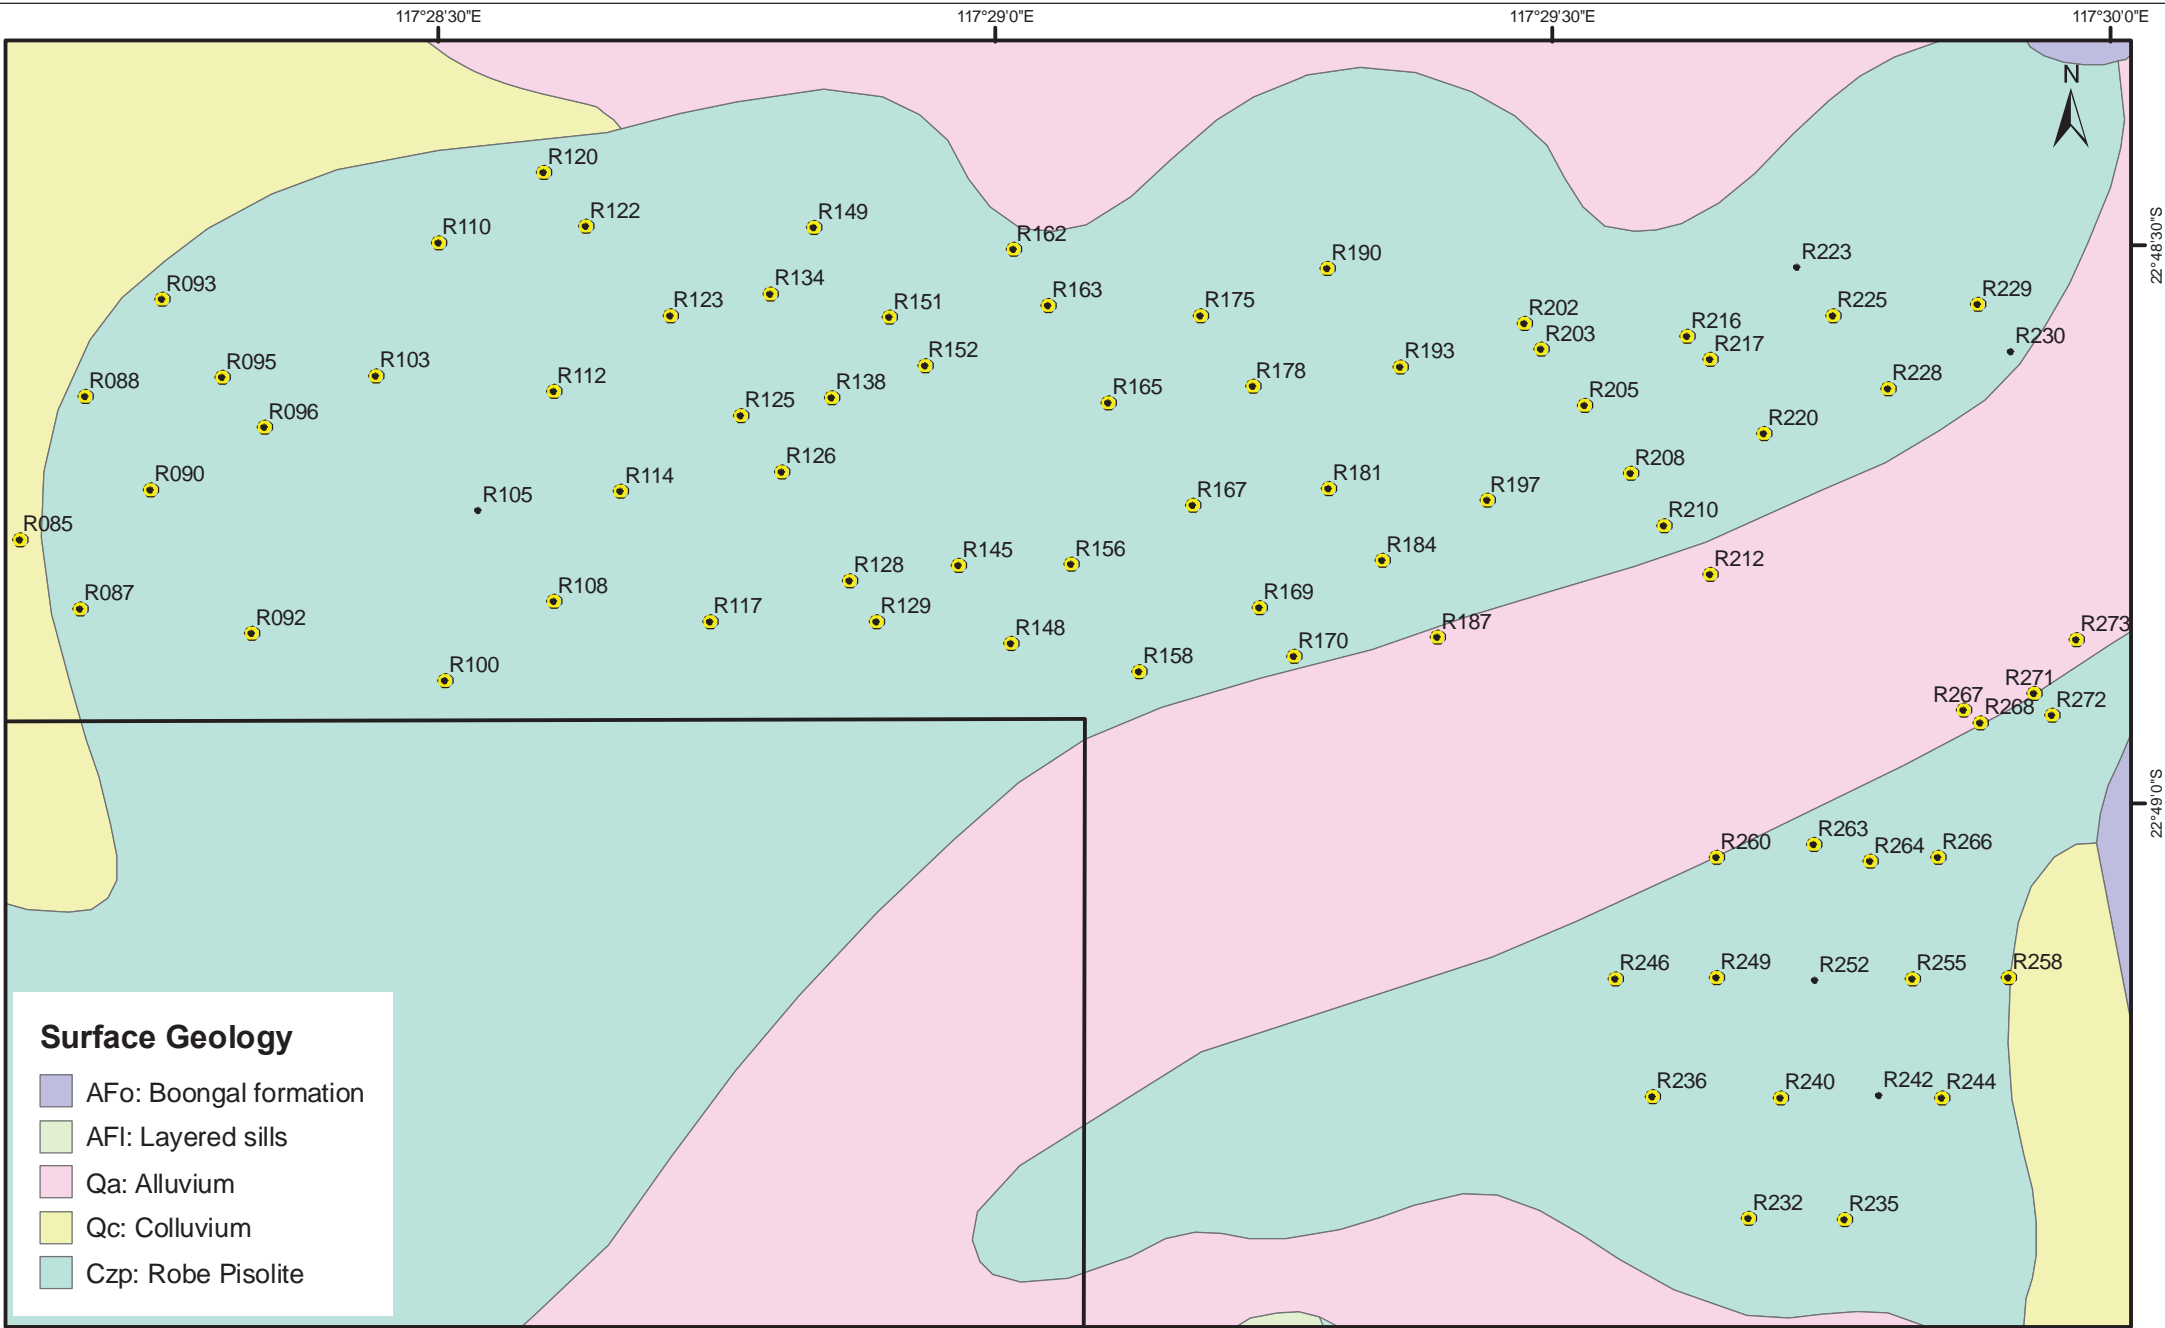 117°28'30"E
117°29'0"E
117°29'30"E
117°30'0"E
N
R120
R122
R149
R110
R162
22°48'30"S
R190
R223
R093
R134
R163
R229
R123
R151
R175
R225
R202
R216
R203
R217
R230
R152
R193
R095
R103
R088
R112
R138
R178
R228
R165
R125
R205
R096
R220
R126
R208
R090
R114
R181
R105
R167
R197
R085
R210
R184
R145
R156
R212
R128
R087
R108
R117
R129
R169
R092
R187
R273
R148
R170
R158
R100
R271
R267
R268
R272
22°49'0"S
R260
R263
R264
R266
R246
R249
R252
R255
R258
R236
R240
R242
R244
R232
R235
Surface Geology
AFo: Boongal formation
AFl: Layered sills
Qa: Alluvium
Qc: Colluvium
Czp: Robe Pisolite